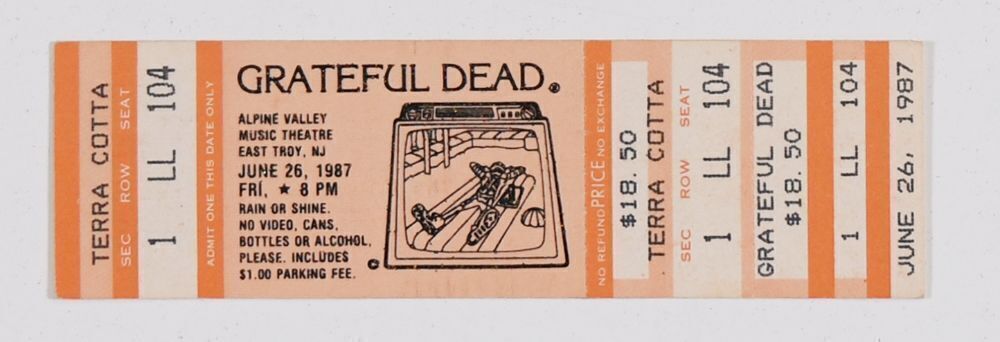 TERRA COTTA
SEC ROW SEAT
1 LL 104
ADMIT ONE THIS DATE ONLY
GRATEFUL DEAD®
ALPINE VALLEY
MUSIC THEATRE
EAST TROY, NJ
JUNE 26, 1987
FRI. ★ 8 PM
RAIN OR SHINE.
NO VIDEO, CANS,
BOTTLES OR ALCOHOL,
PLEASE. INCLUDES
$1.00 PARKING FEE.
©
NO REFUND PRICE NO EXCHANGE
$18.50
TERRA COTTA
SEC ROW SEAT
1 LL 104
GRATEFUL DEAD
$18.50
1 LL 104
JUNE 26, 1987